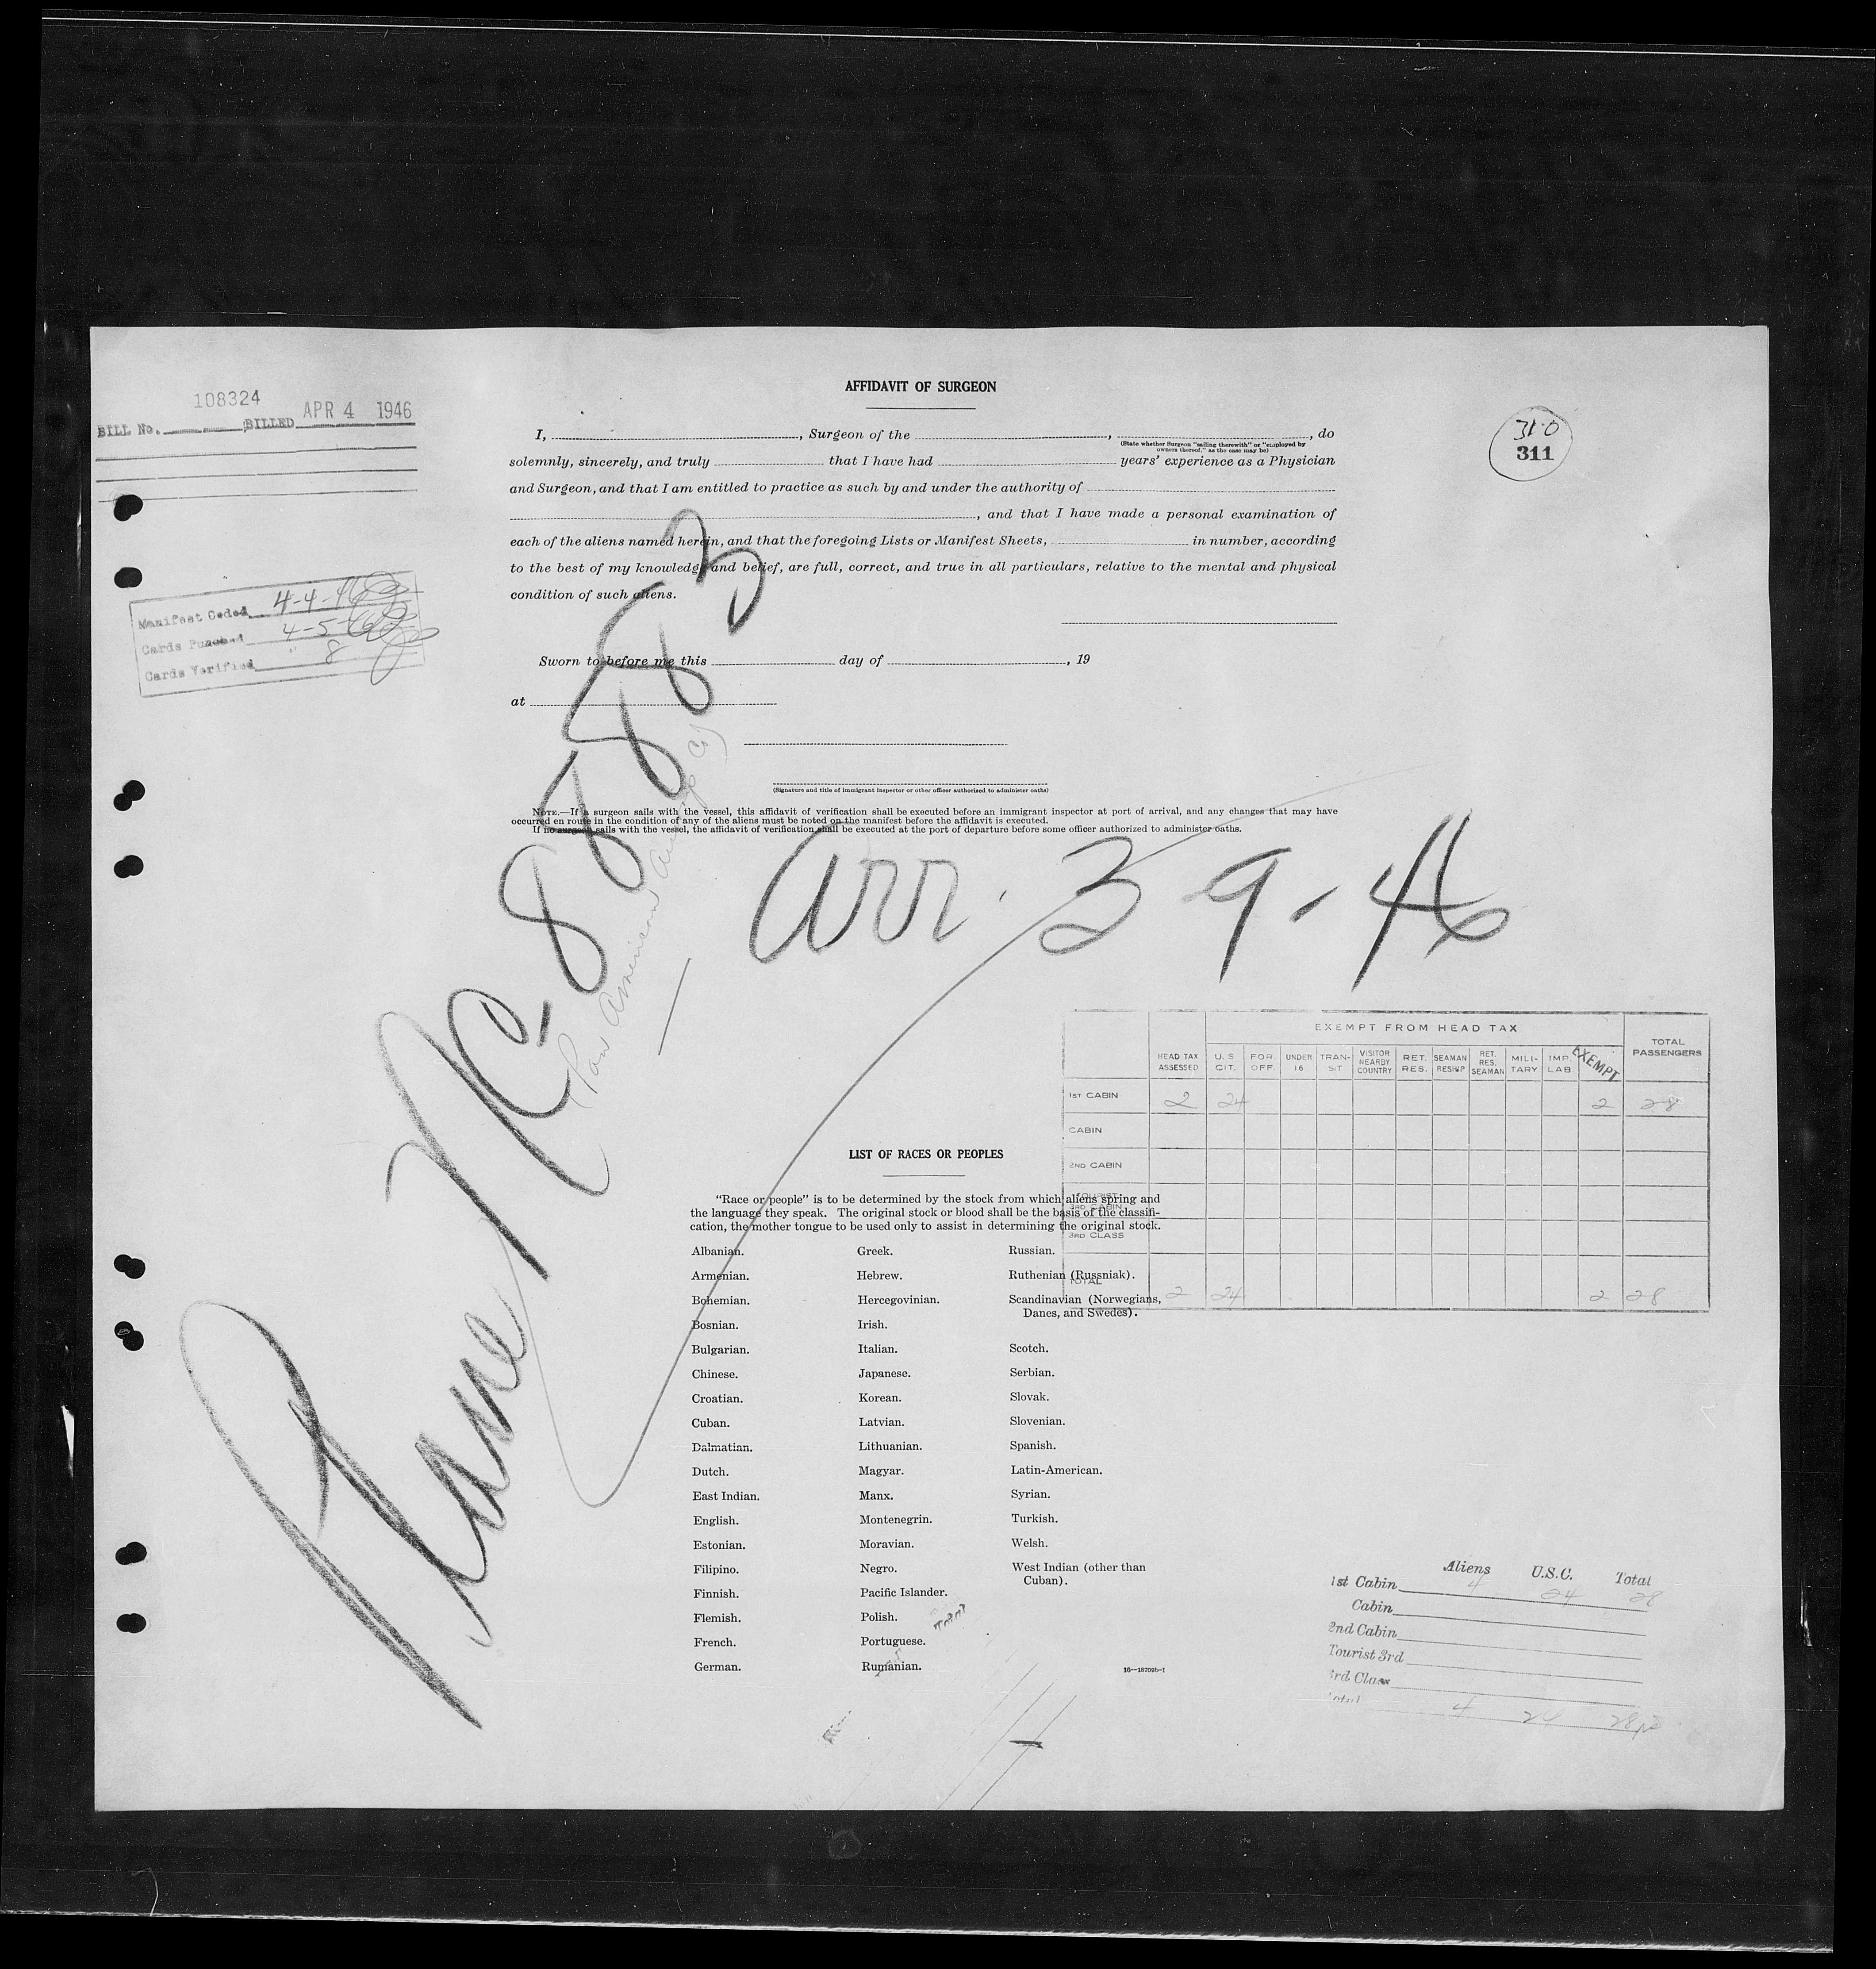 AFFIDAVIT OF SURGEON
108324
BILL No. BILLED APR 4 1946
310
311
I, , Surgeon of the , , do
(State whether Surgeon "sailing therewith" or "employed by
owners thereof," as the case may be)
solemnly, sincerely, and truly that I have had years' experience as a Physician
and Surgeon, and that I am entitled to practice as such by and under the authority of
, and that I have made a personal examination of
each of the aliens named herein, and that the foregoing Lists or Manifest Sheets, in number, according
to the best of my knowledge and belief, are full, correct, and true in all particulars, relative to the mental and physical
condition of such aliens.
Manifest Coded 4-4-46
Cards Punched 4-5-
Cards Verified " 8
Sworn to before me this day of , 19
at
(Signature and title of immigrant inspector or other officer authorized to administer oaths)
NOTE.—If a surgeon sails with the vessel, this affidavit of verification shall be executed before an immigrant inspector at port of arrival, and any changes that may have
occurred en route in the condition of any of the aliens must be noted on the manifest before the affidavit is executed.
If no surgeon sails with the vessel, the affidavit of verification shall be executed at the port of departure before some officer authorized to administer oaths.
Plane NC-88883
(Pan American Airways Co)
arr. 3-9-46
EXEMPT FROM HEAD TAX
HEAD TAX ASSESSED U.S. CIT. FOR OFF. UNDER 16 TRANSIT VISITOR NEARBY COUNTRY RET. RES. SEAMAN RESHIP RET. RES. SEAMAN MILITARY IMP. LAB EXEMPT TOTAL PASSENGERS
1ST CABIN 2 24 2 28
CABIN
2ND CABIN
TOURIST
3RD CABIN
3RD CLASS
TOTAL 2 24 2 28
LIST OF RACES OR PEOPLES
"Race or people" is to be determined by the stock from which aliens spring and
the language they speak. The original stock or blood shall be the basis of the classifi-
cation, the mother tongue to be used only to assist in determining the original stock.
Albanian.
Armenian.
Bohemian.
Bosnian.
Bulgarian.
Chinese.
Croatian.
Cuban.
Dalmatian.
Dutch.
East Indian.
English.
Estonian.
Filipino.
Finnish.
Flemish.
French.
German.
Greek.
Hebrew.
Hercegovinian.
Irish.
Italian.
Japanese.
Korean.
Latvian.
Lithuanian.
Magyar.
Manx.
Montenegrin.
Moravian.
Negro.
Pacific Islander.
Polish.
Portuguese.
Rumanian.
Russian.
Ruthenian (Russniak).
Scandinavian (Norwegians,
Danes, and Swedes).
Scotch.
Serbian.
Slovak.
Slovenian.
Spanish.
Latin-American.
Syrian.
Turkish.
Welsh.
West Indian (other than
Cuban).
16—18709b-1
Aliens U.S.C. Total
1st Cabin 4 24 28
Cabin
2nd Cabin
Tourist 3rd
3rd Class
Total 4 24 28